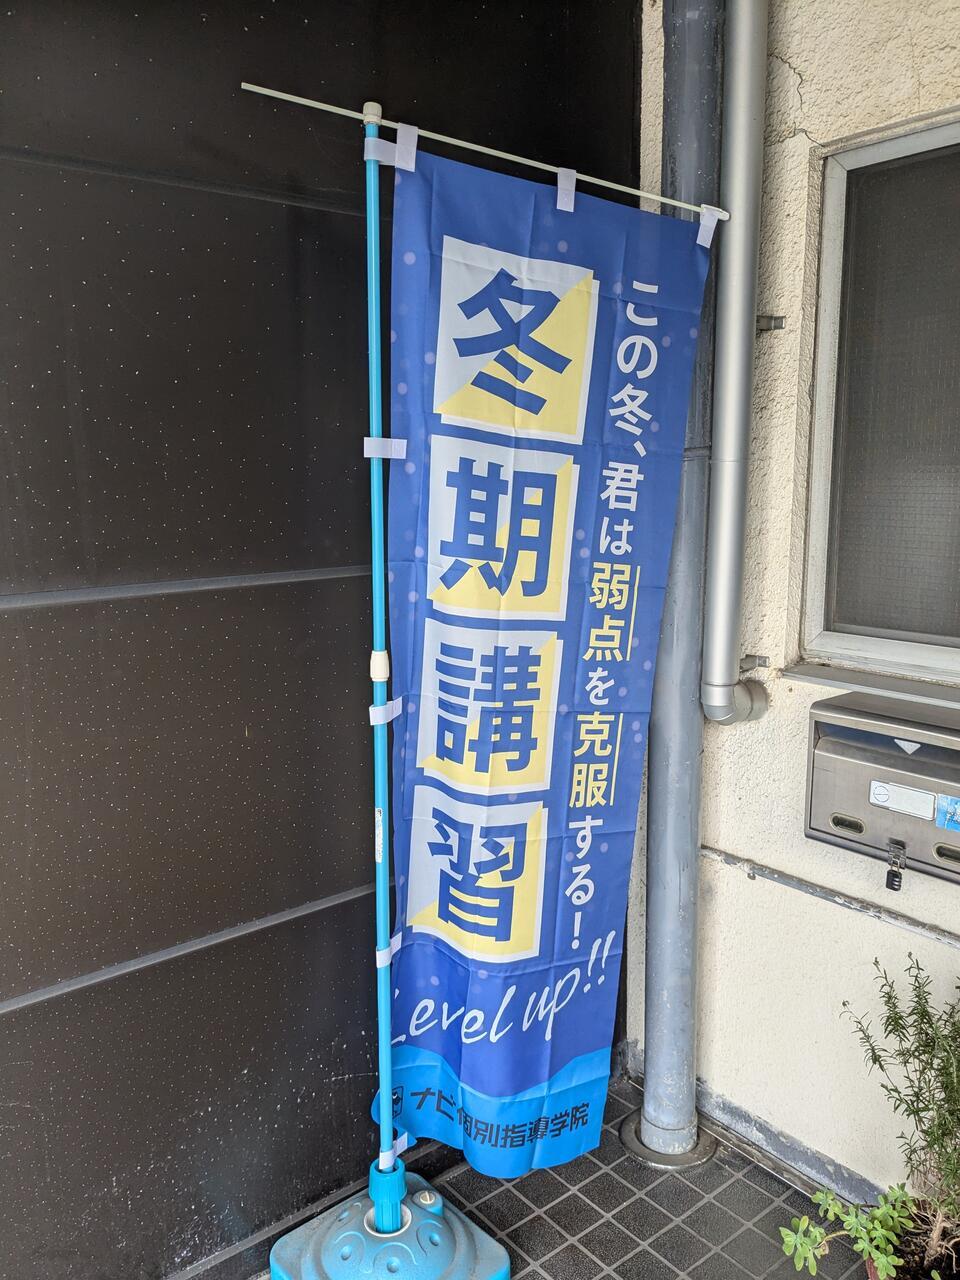 この冬、君は弱点を克服する!
冬期講習
Level up!!
ナビ個別指導学院